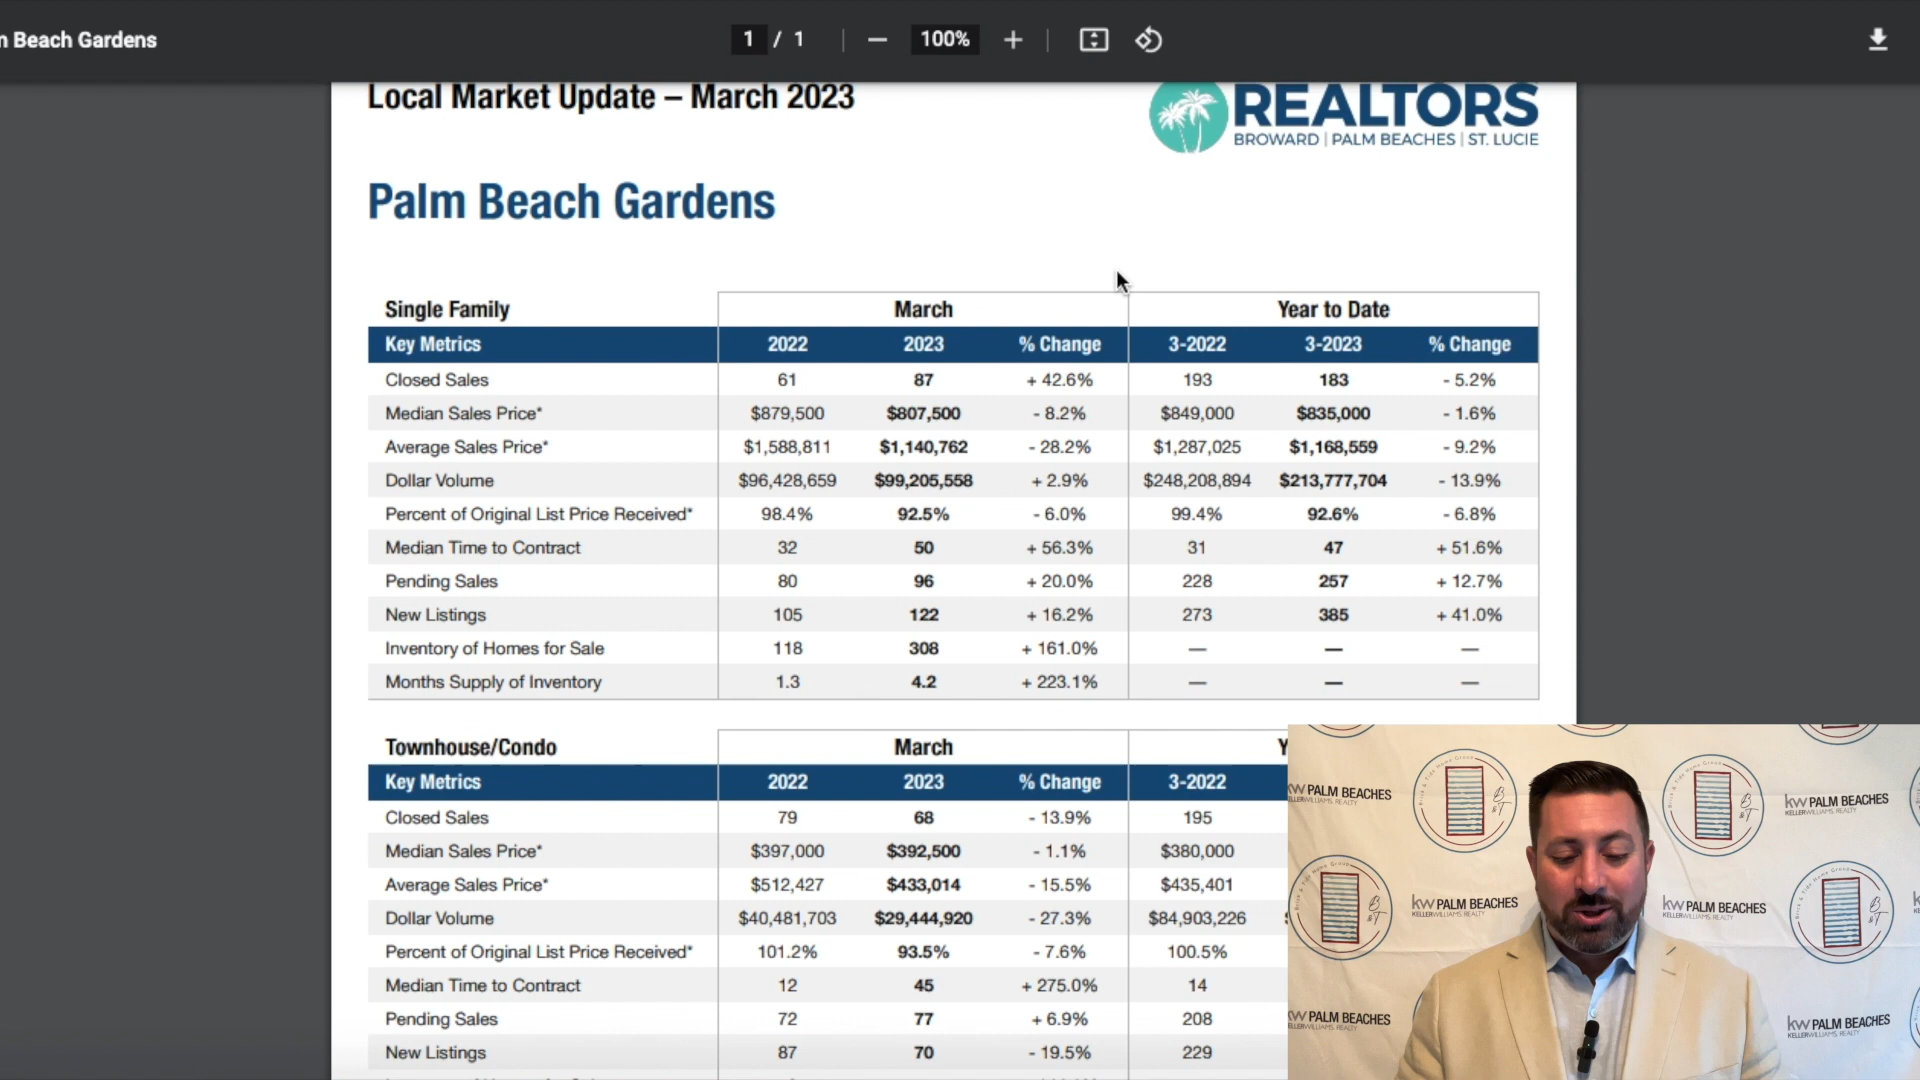 n Beach Gardens
1 / 1
100%
Local Market Update – March 2023
REALTORS
BROWARD | PALM BEACHES | ST. LUCIE
Palm Beach Gardens
Single Family March Year to Date
Key Metrics 2022 2023 % Change 3-2022 3-2023 % Change
Closed Sales 61 87 + 42.6% 193 183 - 5.2%
Median Sales Price* $879,500 $807,500 - 8.2% $849,000 $835,000 - 1.6%
Average Sales Price* $1,588,811 $1,140,762 - 28.2% $1,287,025 $1,168,559 - 9.2%
Dollar Volume $96,428,659 $99,205,558 + 2.9% $248,208,894 $213,777,704 - 13.9%
Percent of Original List Price Received* 98.4% 92.5% - 6.0% 99.4% 92.6% - 6.8%
Median Time to Contract 32 50 + 56.3% 31 47 + 51.6%
Pending Sales 80 96 + 20.0% 228 257 + 12.7%
New Listings 105 122 + 16.2% 273 385 + 41.0%
Inventory of Homes for Sale 118 308 + 161.0% — — —
Months Supply of Inventory 1.3 4.2 + 223.1% — — —
Townhouse/Condo March Y
Key Metrics 2022 2023 % Change 3-2022
Closed Sales 79 68 - 13.9% 195
Median Sales Price* $397,000 $392,500 - 1.1% $380,000
Average Sales Price* $512,427 $433,014 - 15.5% $435,401
Dollar Volume $40,481,703 $29,444,920 - 27.3% $84,903,226
Percent of Original List Price Received* 101.2% 93.5% - 7.6% 100.5%
Median Time to Contract 12 45 + 275.0% 14
Pending Sales 72 77 + 6.9% 208
New Listings 87 70 - 19.5% 229
kw PALM BEACHES
KELLERWILLIAMS. REALTY
kw PALM BEACHES
KELLERWILLIAMS. REALTY
kw PALM BEACHES
KELLERWILLIAMS. REALTY
kw PALM BEACHES
KELLERWILLIAMS. REALTY
kw PALM BEACHES
kw PALM BEACHES
KELLERWILLIAMS. REALTY